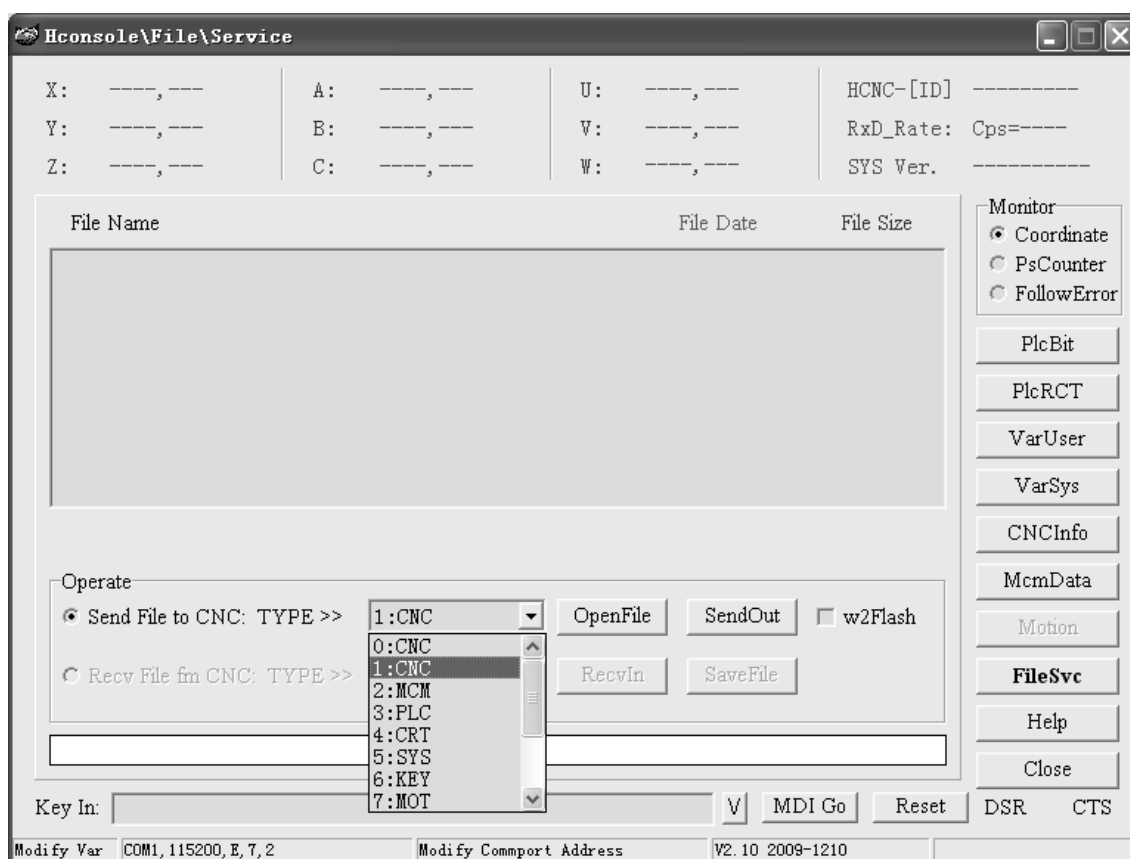 Hconsole\File\Service
X: ----,--- A: ----,--- U: ----,--- HCNC-[ID] ---------
Y: ----,--- B: ----,--- V: ----,--- RxD_Rate: Cps=----
Z: ----,--- C: ----,--- W: ----,--- SYS Ver. ----------
File Name File Date File Size
Monitor
Coordinate
PsCounter
FollowError
PlcBit
PlcRCT
VarUser
VarSys
CNCInfo
McmData
Motion
FileSvc
Help
Close
Operate
Send File to CNC: TYPE >> 1:CNC OpenFile SendOut w2Flash
Recv File fm CNC: TYPE >> RecvIn SaveFile
0:CNC
1:CNC
2:MCM
3:PLC
4:CRT
5:SYS
6:KEY
7:MOT
Key In: V MDI Go Reset DSR CTS
Modify Var COM1,115200,E,7,2 Modify Commport Address V2.10 2009-1210